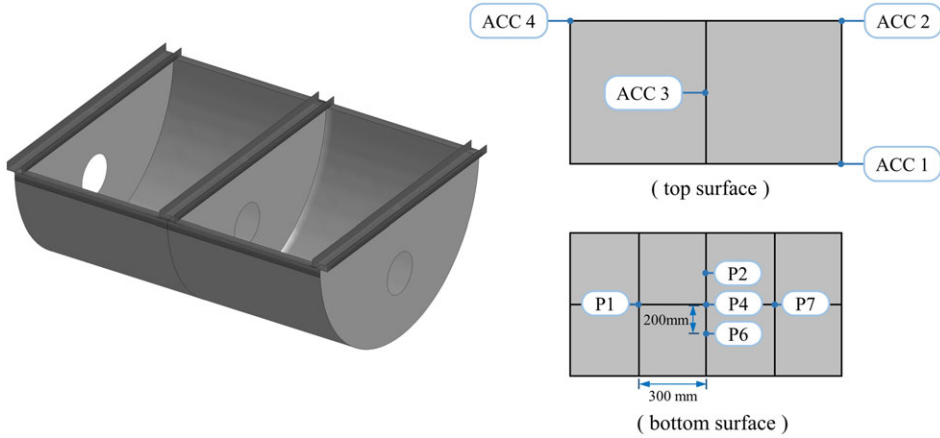 ACC 4
ACC 2
ACC 3
ACC 1
( top surface )
P2
P1
P4
P7
200mm
P6
300 mm
( bottom surface )